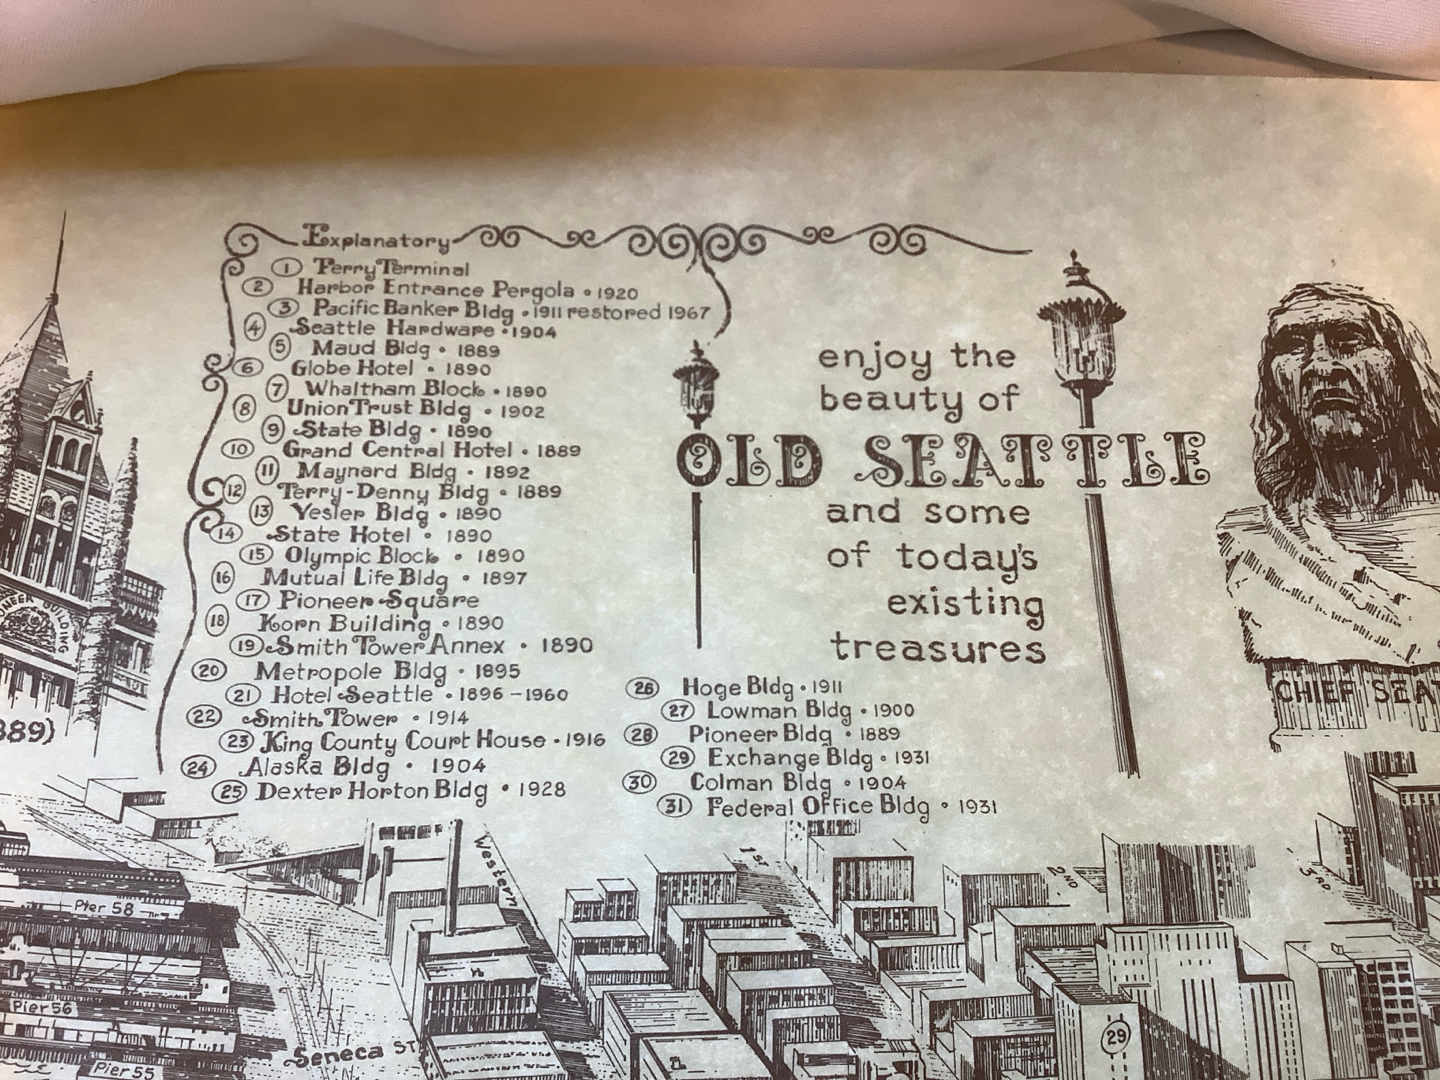 Explanatory
1 Ferry Terminal
2 Harbor Entrance Pergola • 1920
3 Pacific Banker Bldg • 1911 restored 1967
4 Seattle Hardware • 1904
5 Maud Bldg • 1889
6 Globe Hotel • 1890
7 Whaltham Block • 1890
8 Union Trust Bldg • 1902
9 State Bldg • 1890
10 Grand Central Hotel • 1889
11 Maynard Bldg • 1892
12 Terry-Denny Bldg • 1889
13 Yesler Bldg • 1890
14 State Hotel • 1890
15 Olympic Block • 1890
16 Mutual Life Bldg • 1897
17 Pioneer Square
18 Korn Building • 1890
19 Smith Tower Annex • 1890
20 Metropole Bldg • 1895
21 Hotel Seattle • 1896 - 1960
22 Smith Tower • 1914
23 King County Court House • 1916
24 Alaska Bldg • 1904
25 Dexter Horton Bldg • 1928
26 Hoge Bldg • 1911
27 Lowman Bldg • 1900
28 Pioneer Bldg • 1889
29 Exchange Bldg • 1931
30 Colman Bldg • 1904
31 Federal Office Bldg • 1931
enjoy the
beauty of
OLD SEATTLE
and some
of today's
existing
treasures
CHIEF SEAT
PIONEER BUILDING
889)
Western
1ST
2ND
3RD
Pier 58
Pier 56
Pier 55
Seneca ST
29